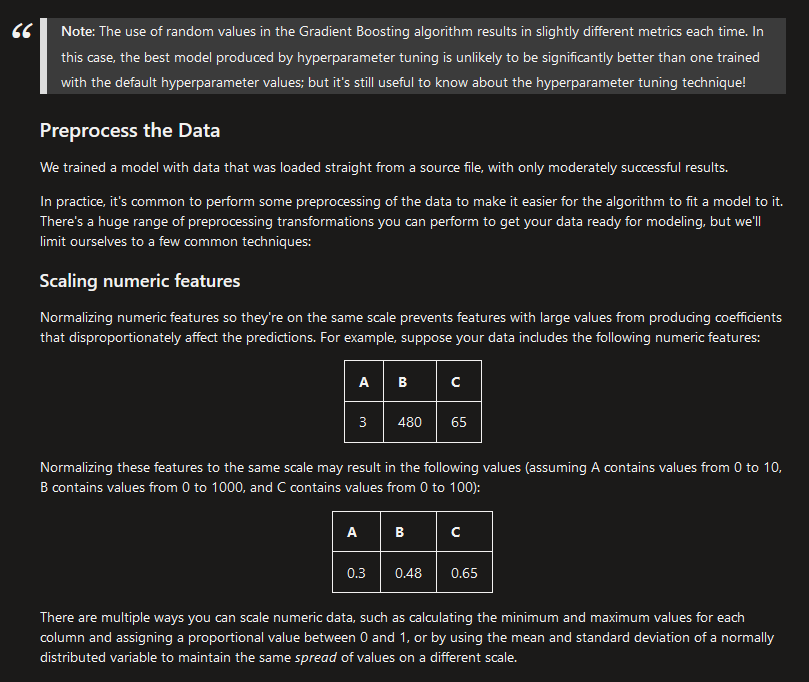 “
Note: The use of random values in the Gradient Boosting algorithm results in slightly different metrics each time. In
this case, the best model produced by hyperparameter tuning is unlikely to be significantly better than one trained
with the default hyperparameter values; but it's still useful to know about the hyperparameter tuning technique!
Preprocess the Data
We trained a model with data that was loaded straight from a source file, with only moderately successful results.
In practice, it's common to perform some preprocessing of the data to make it easier for the algorithm to fit a model to it.
There's a huge range of preprocessing transformations you can perform to get your data ready for modeling, but we'll
limit ourselves to a few common techniques:
Scaling numeric features
Normalizing numeric features so they're on the same scale prevents features with large values from producing coefficients
that disproportionately affect the predictions. For example, suppose your data includes the following numeric features:
A B C
3 480 65
Normalizing these features to the same scale may result in the following values (assuming A contains values from 0 to 10,
B contains values from 0 to 1000, and C contains values from 0 to 100):
A B C
0.3 0.48 0.65
There are multiple ways you can scale numeric data, such as calculating the minimum and maximum values for each
column and assigning a proportional value between 0 and 1, or by using the mean and standard deviation of a normally
distributed variable to maintain the same spread of values on a different scale.